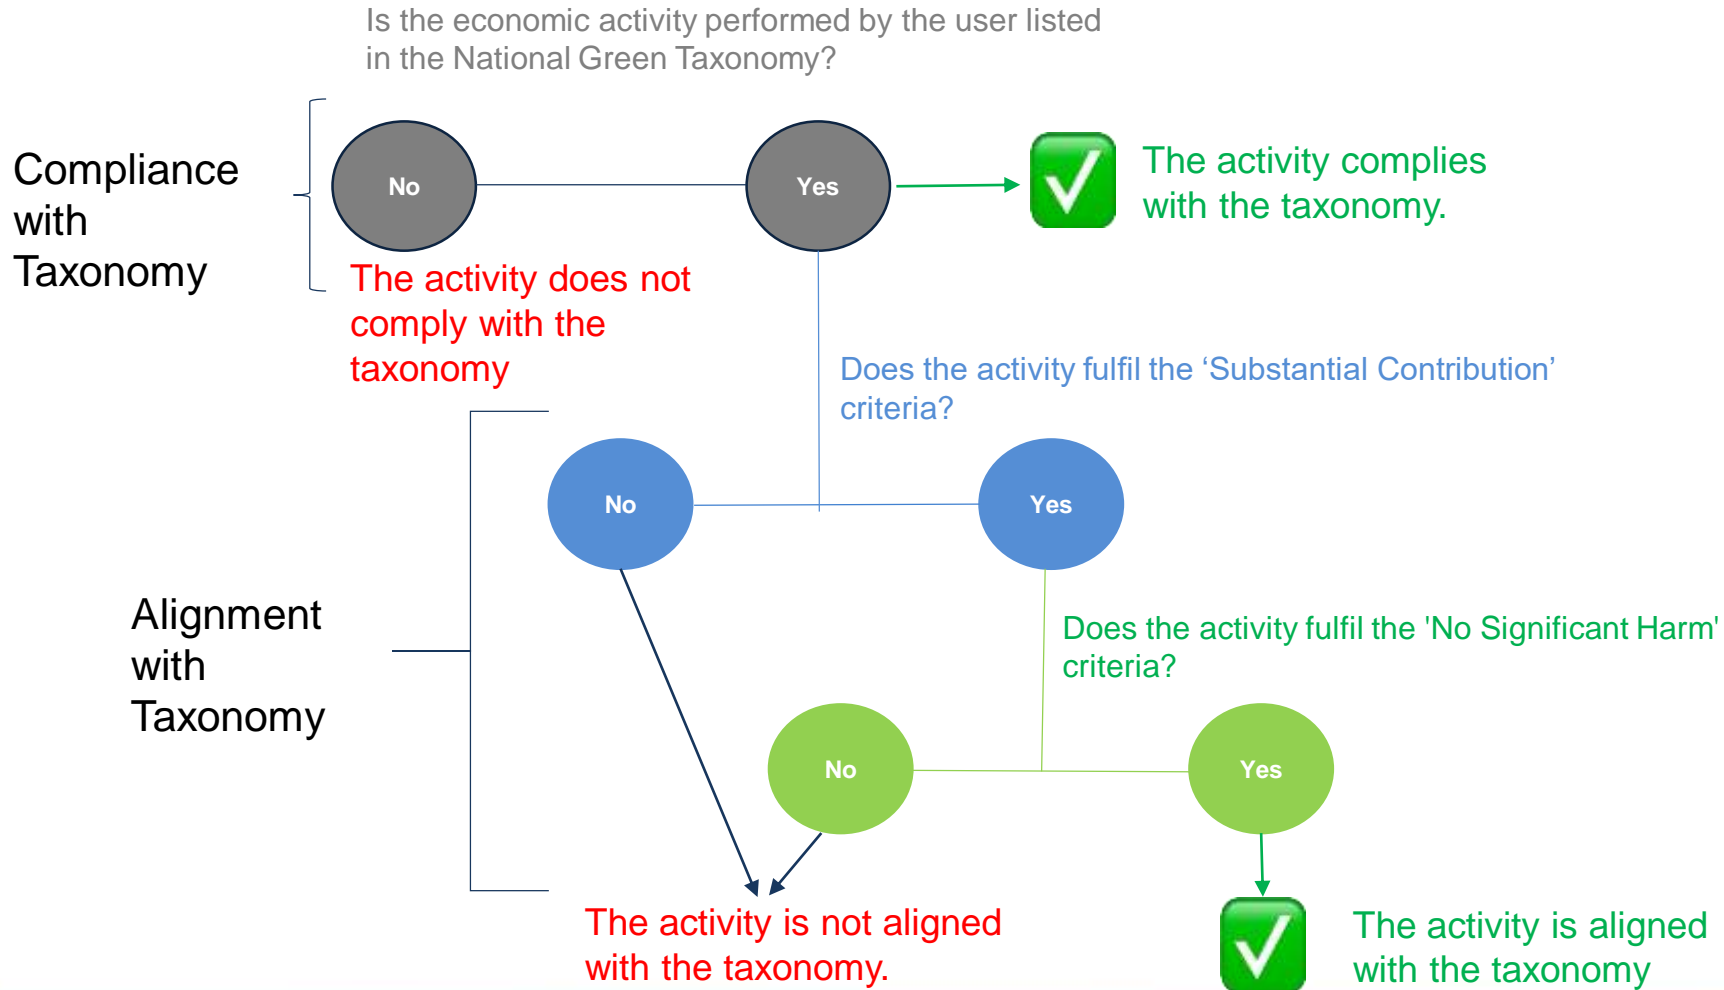 Is the economic activity performed by the user listed
in the National Green Taxonomy?
Compliance
with
Taxonomy
No
Yes
The activity complies
with the taxonomy.
The activity does not
comply with the
taxonomy
Does the activity fulfil the ‘Substantial Contribution’
criteria?
No
Yes
Alignment
with
Taxonomy
Does the activity fulfil the 'No Significant Harm'
criteria?
No
Yes
The activity is not aligned
with the taxonomy.
The activity is aligned
with the taxonomy